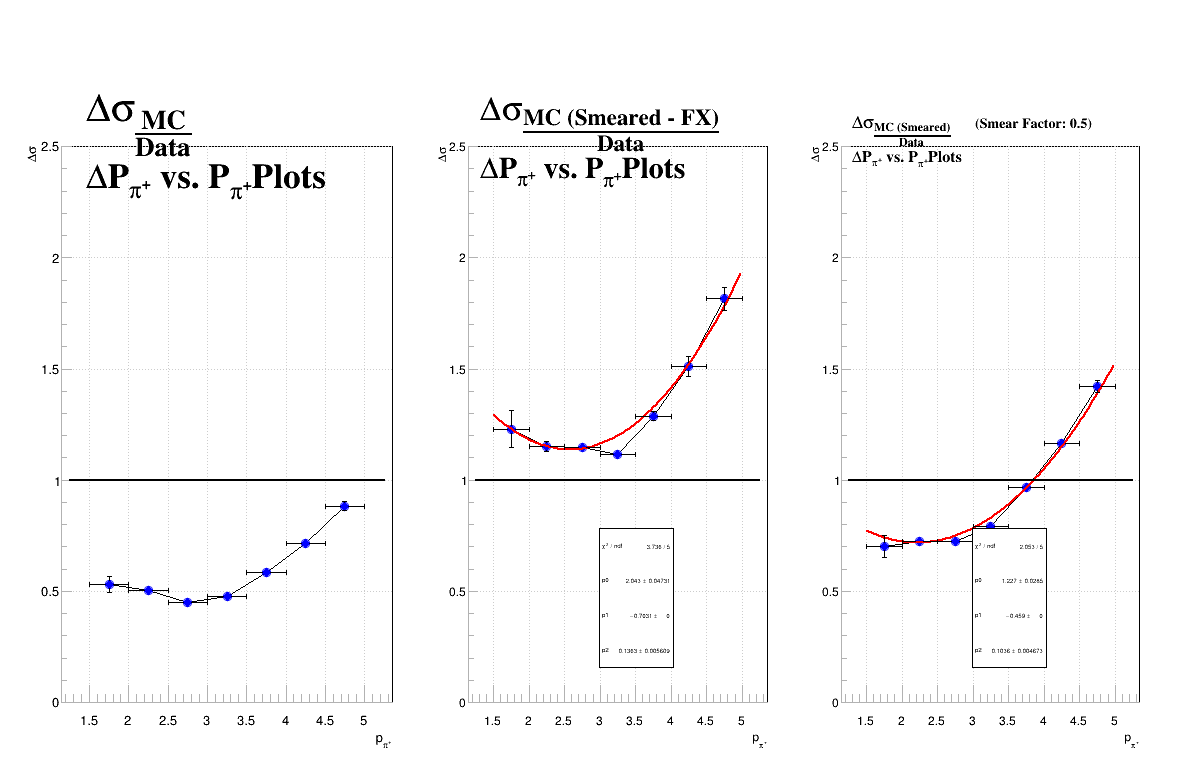 Δσ MC
Data
ΔPπ+ vs. Pπ+Plots
Δσ
2.5
2
1.5
1
0.5
0
1.5 2 2.5 3 3.5 4 4.5 5
pπ+
Δσ MC (Smeared - FX)
Data
ΔPπ+ vs. Pπ+Plots
Δσ
2.5
2
1.5
1
0.5
0
χ² / ndf 3.736 / 5
p0 2.043 ± 0.04731
p1 −0.7031 ± 0
p2 0.1363 ± 0.005609
1.5 2 2.5 3 3.5 4 4.5 5
pπ+
Δσ MC (Smeared) (Smear Factor: 0.5)
Data
ΔPπ+ vs. Pπ+Plots
Δσ
2.5
2
1.5
1
0.5
0
χ² / ndf 2.053 / 5
p0 1.227 ± 0.0285
p1 −0.459 ± 0
p2 0.1036 ± 0.004673
1.5 2 2.5 3 3.5 4 4.5 5
pπ+